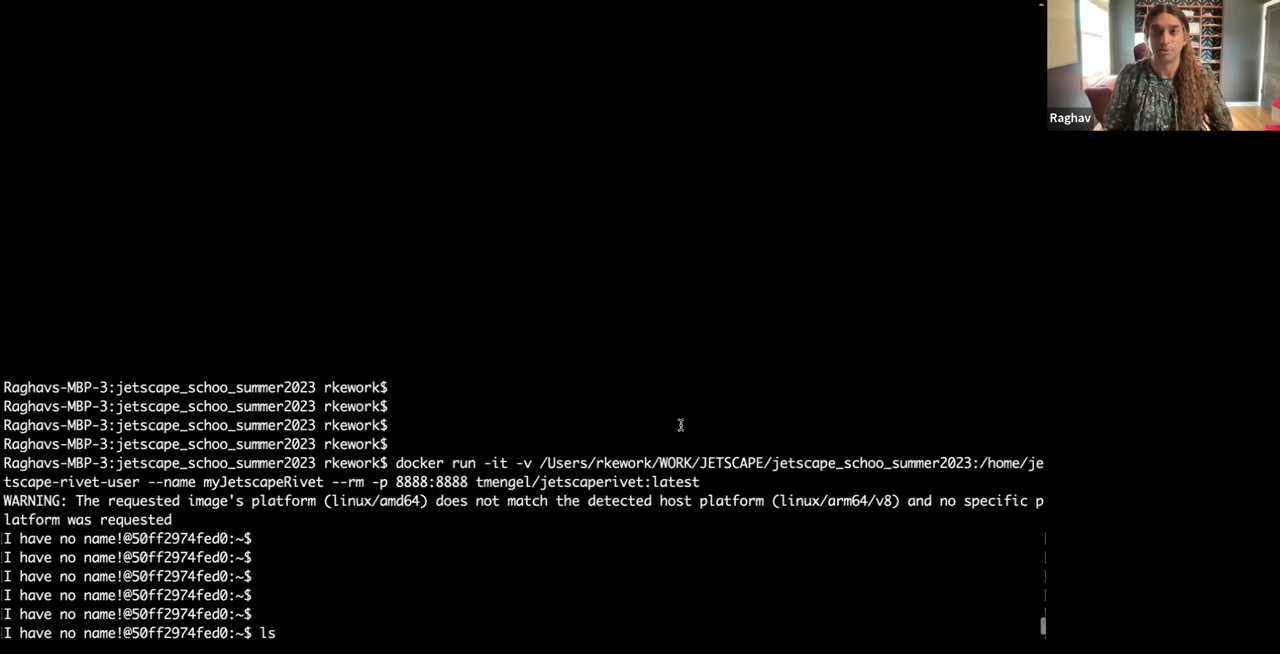 Raghav
Raghavs-MBP-3:jetscape_schoo_summer2023 rkework$
Raghavs-MBP-3:jetscape_schoo_summer2023 rkework$
Raghavs-MBP-3:jetscape_schoo_summer2023 rkework$
Raghavs-MBP-3:jetscape_schoo_summer2023 rkework$
Raghavs-MBP-3:jetscape_schoo_summer2023 rkework$ docker run -it -v /Users/rkework/WORK/JETSCAPE/jetscape_schoo_summer2023:/home/je
tscape-rivet-user --name myJetscapeRivet --rm -p 8888:8888 tmengel/jetscaperivet:latest
WARNING: The requested image's platform (linux/amd64) does not match the detected host platform (linux/arm64/v8) and no specific p
latform was requested
I have no name!@50ff2974fed0:~$
I have no name!@50ff2974fed0:~$
I have no name!@50ff2974fed0:~$
I have no name!@50ff2974fed0:~$
I have no name!@50ff2974fed0:~$
I have no name!@50ff2974fed0:~$ ls